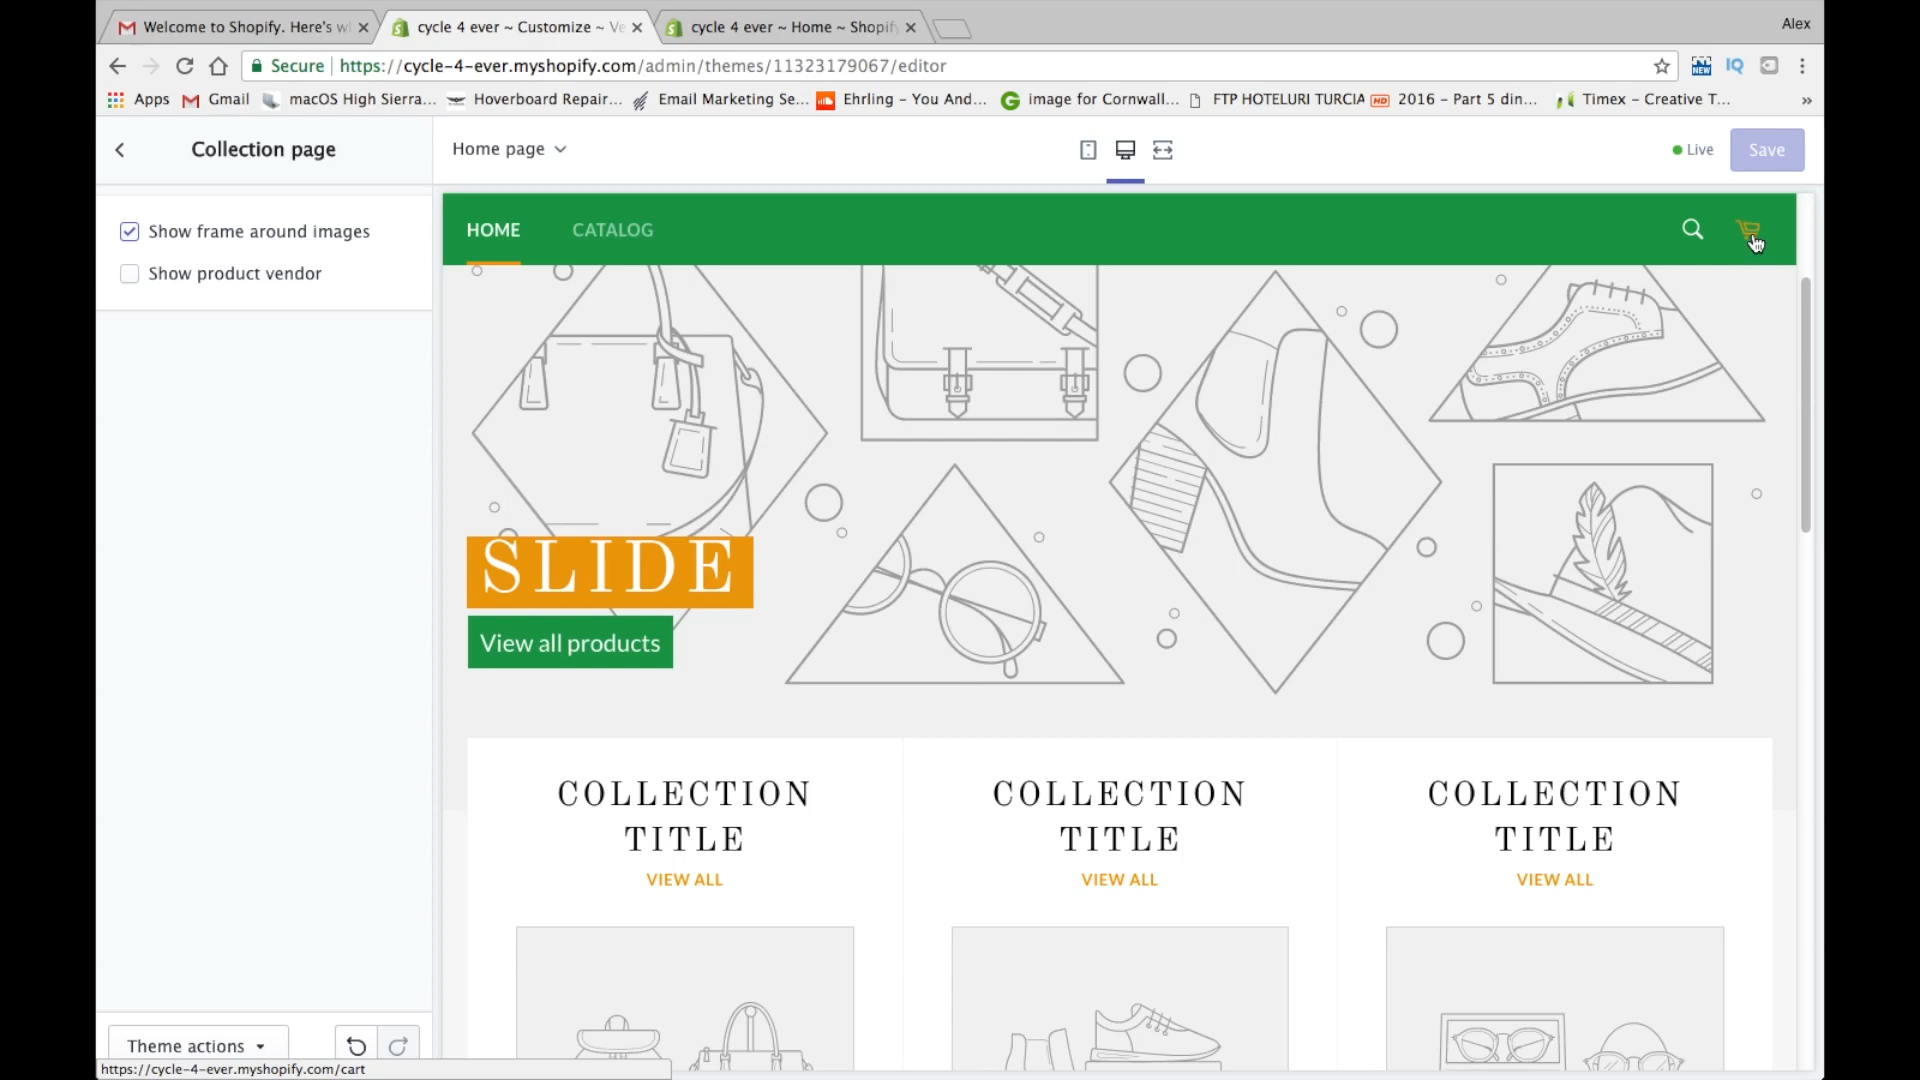 Welcome to Shopify. Here's w
cycle 4 ever ~ Customize ~ Ve
cycle 4 ever ~ Home ~ Shopif
Alex
Secure
https://cycle-4-ever.myshopify.com/admin/themes/11323179067/editor
Apps
Gmail
macOS High Sierra...
Hoverboard Repair...
Email Marketing Se...
Ehrling – You And...
image for Cornwall...
FTP HOTELURI TURCIA
2016 – Part 5 din...
Timex – Creative T...
Collection page
Home page
Live
Save
Show frame around images
Show product vendor
HOME
CATALOG
SLIDE
View all products
COLLECTION
TITLE
VIEW ALL
COLLECTION
TITLE
VIEW ALL
COLLECTION
TITLE
VIEW ALL
Theme actions
https://cycle-4-ever.myshopify.com/cart